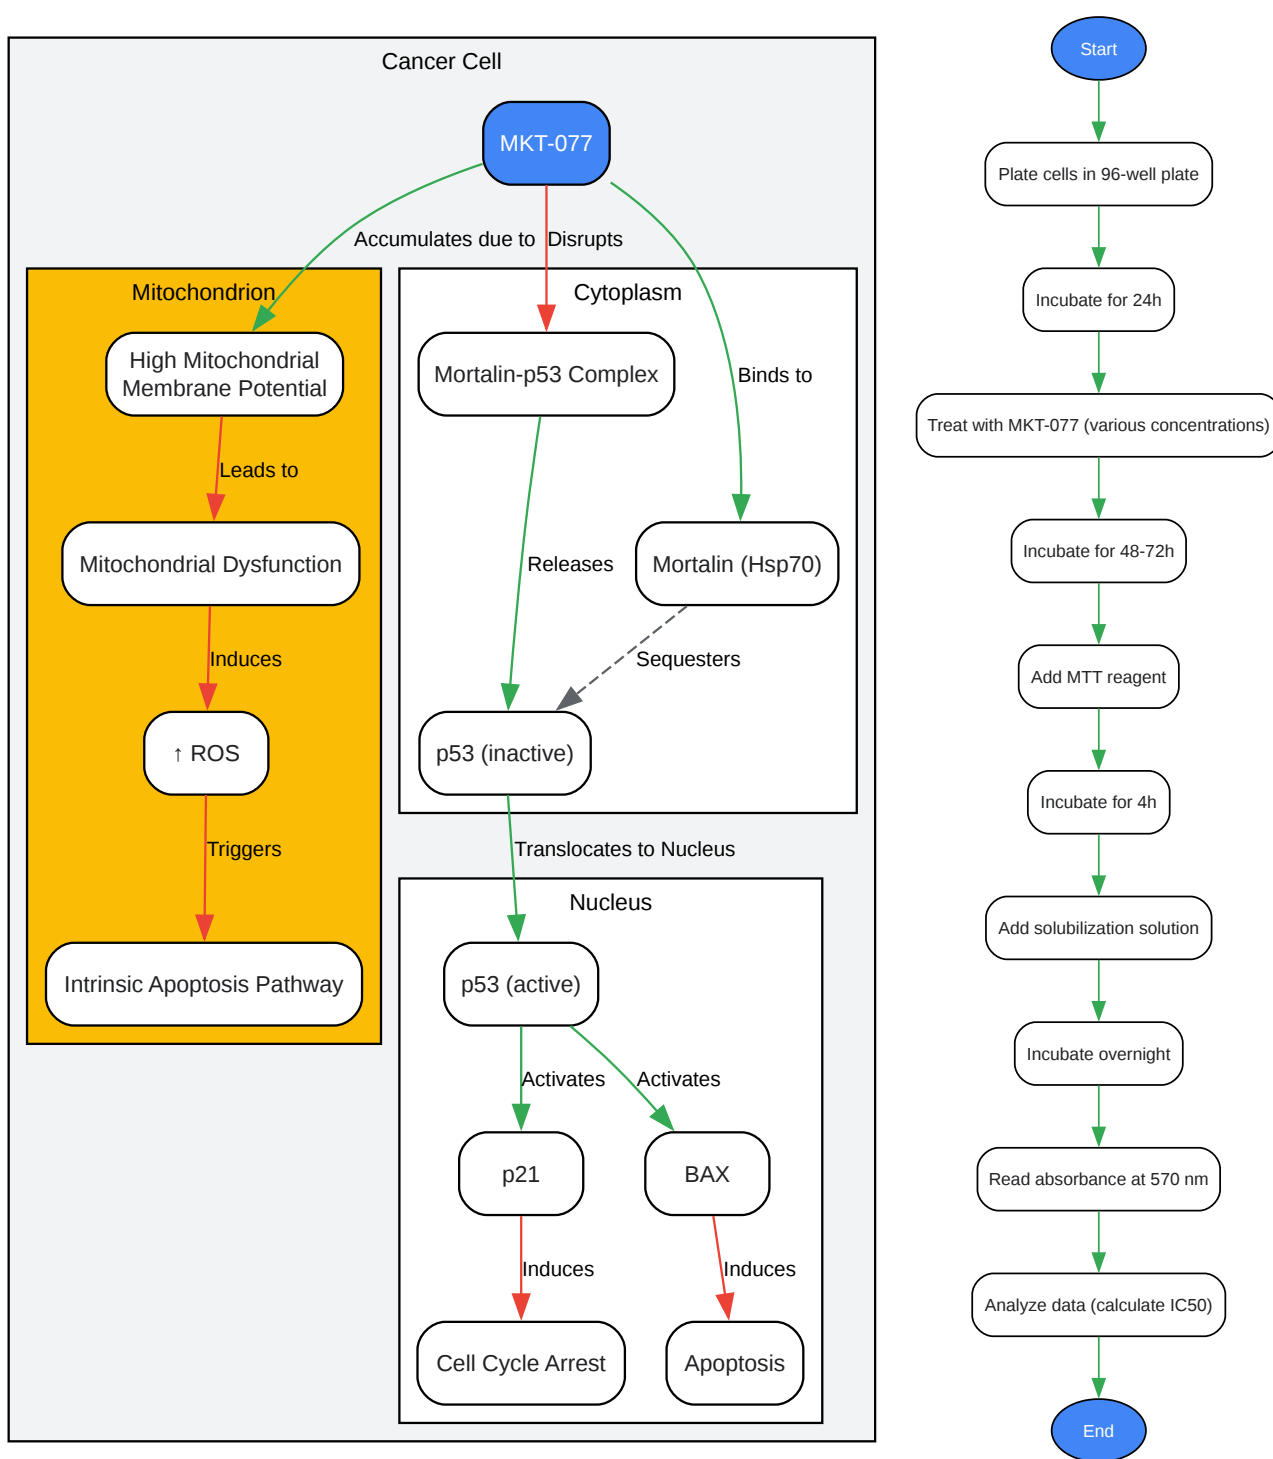 Cancer Cell
MKT-077
Accumulates due to
Disrupts
Binds to
Mitochondrion
High Mitochondrial
Membrane Potential
Leads to
Mitochondrial Dysfunction
Induces
↑ ROS
Triggers
Intrinsic Apoptosis Pathway
Cytoplasm
Mortalin-p53 Complex
Releases
Mortalin (Hsp70)
Sequesters
p53 (inactive)
Translocates to Nucleus
Nucleus
p53 (active)
Activates
Activates
p21
BAX
Induces
Induces
Cell Cycle Arrest
Apoptosis
Start
Plate cells in 96-well plate
Incubate for 24h
Treat with MKT-077 (various concentrations)
Incubate for 48-72h
Add MTT reagent
Incubate for 4h
Add solubilization solution
Incubate overnight
Read absorbance at 570 nm
Analyze data (calculate IC50)
End